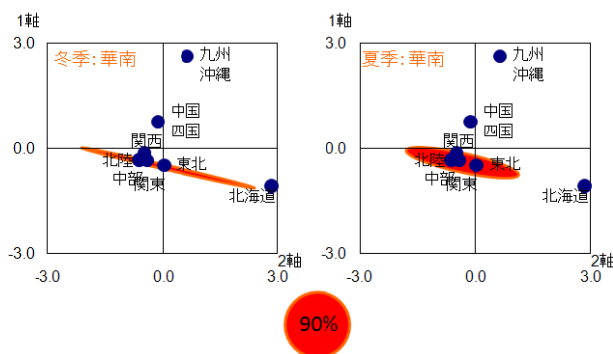 1軸
3.0
冬季：華南
九州
沖縄
中国
四国
関西
0.0
北陸
東北
中部
関東
北海道
-3.0
2軸
-3.0
0.0
3.0
1軸
3.0
夏季：華南
九州
沖縄
中国
四国
関西
0.0
北陸
東北
中部
関東
北海道
-3.0
2軸
-3.0
0.0
3.0
90%